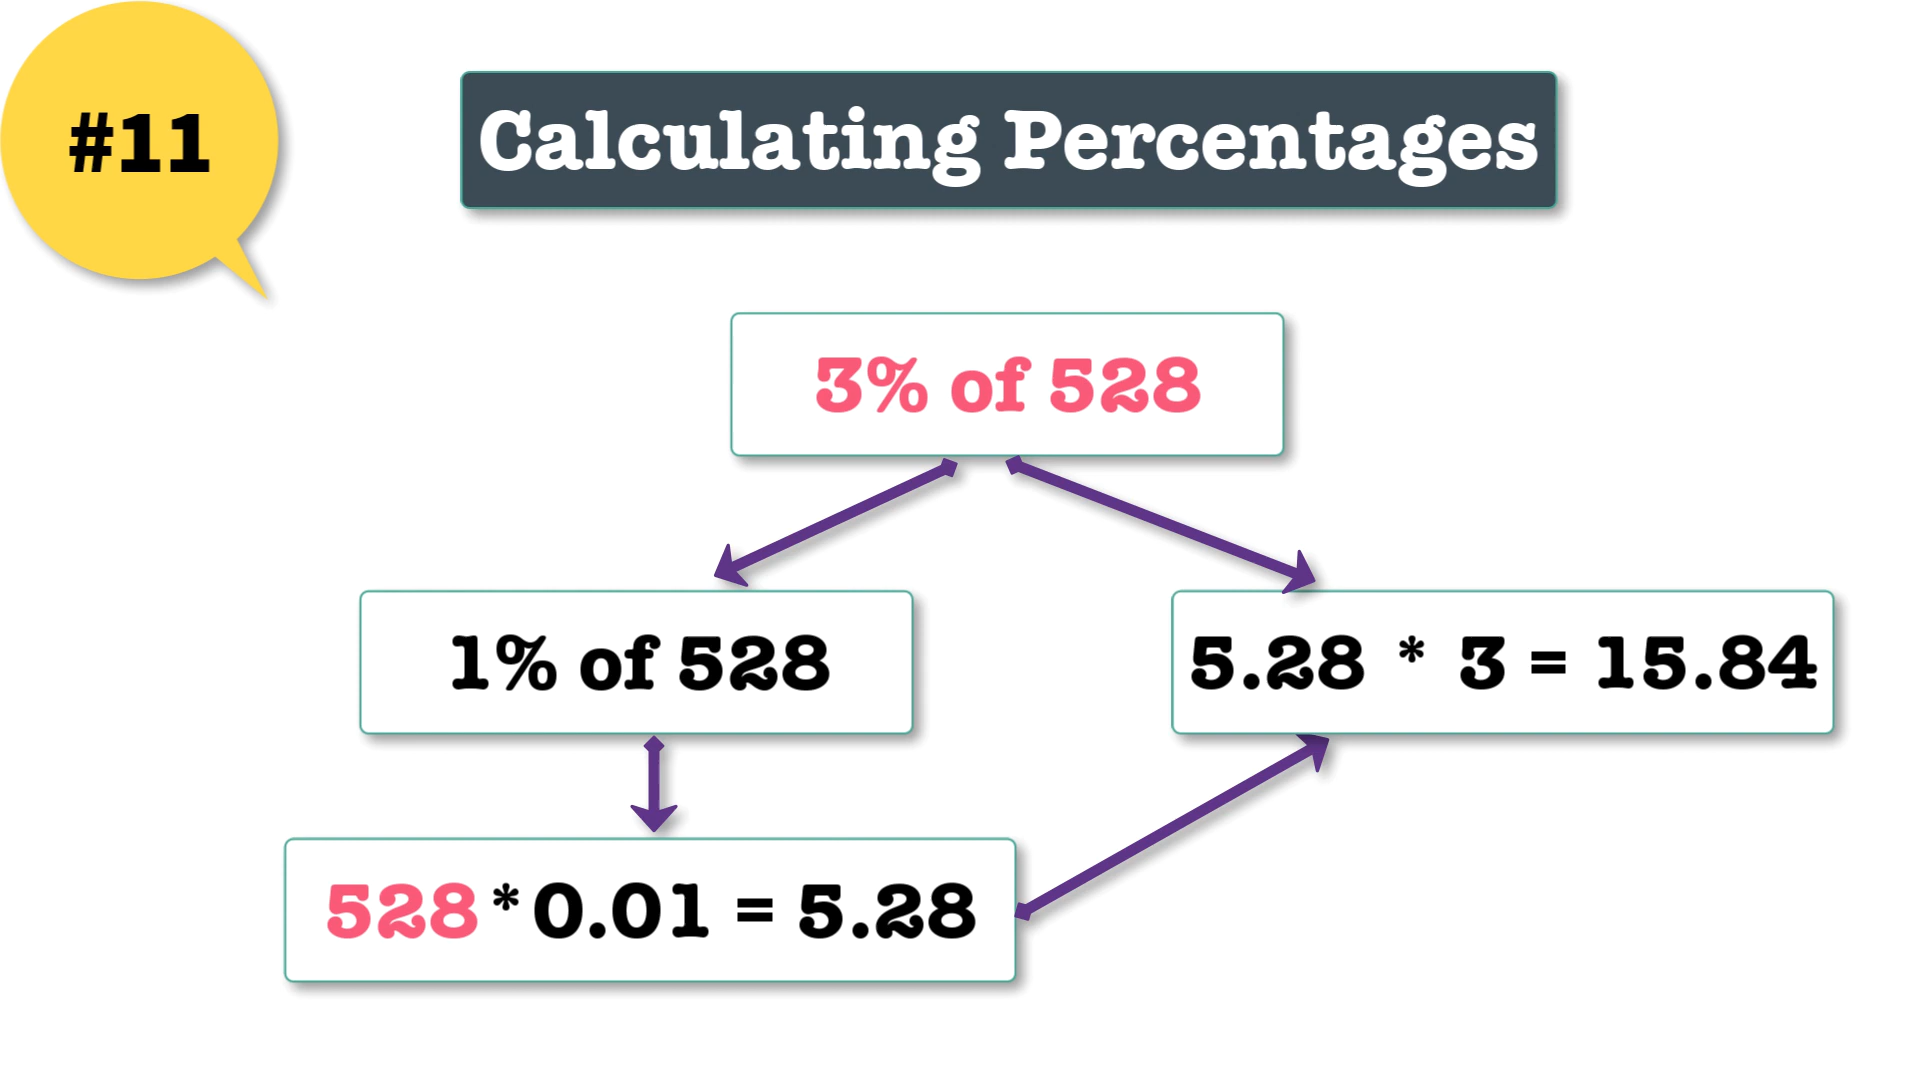 #11
Calculating Percentages
3% of 528
1% of 528
5.28 * 3 = 15.84
528 * 0.01 = 5.28